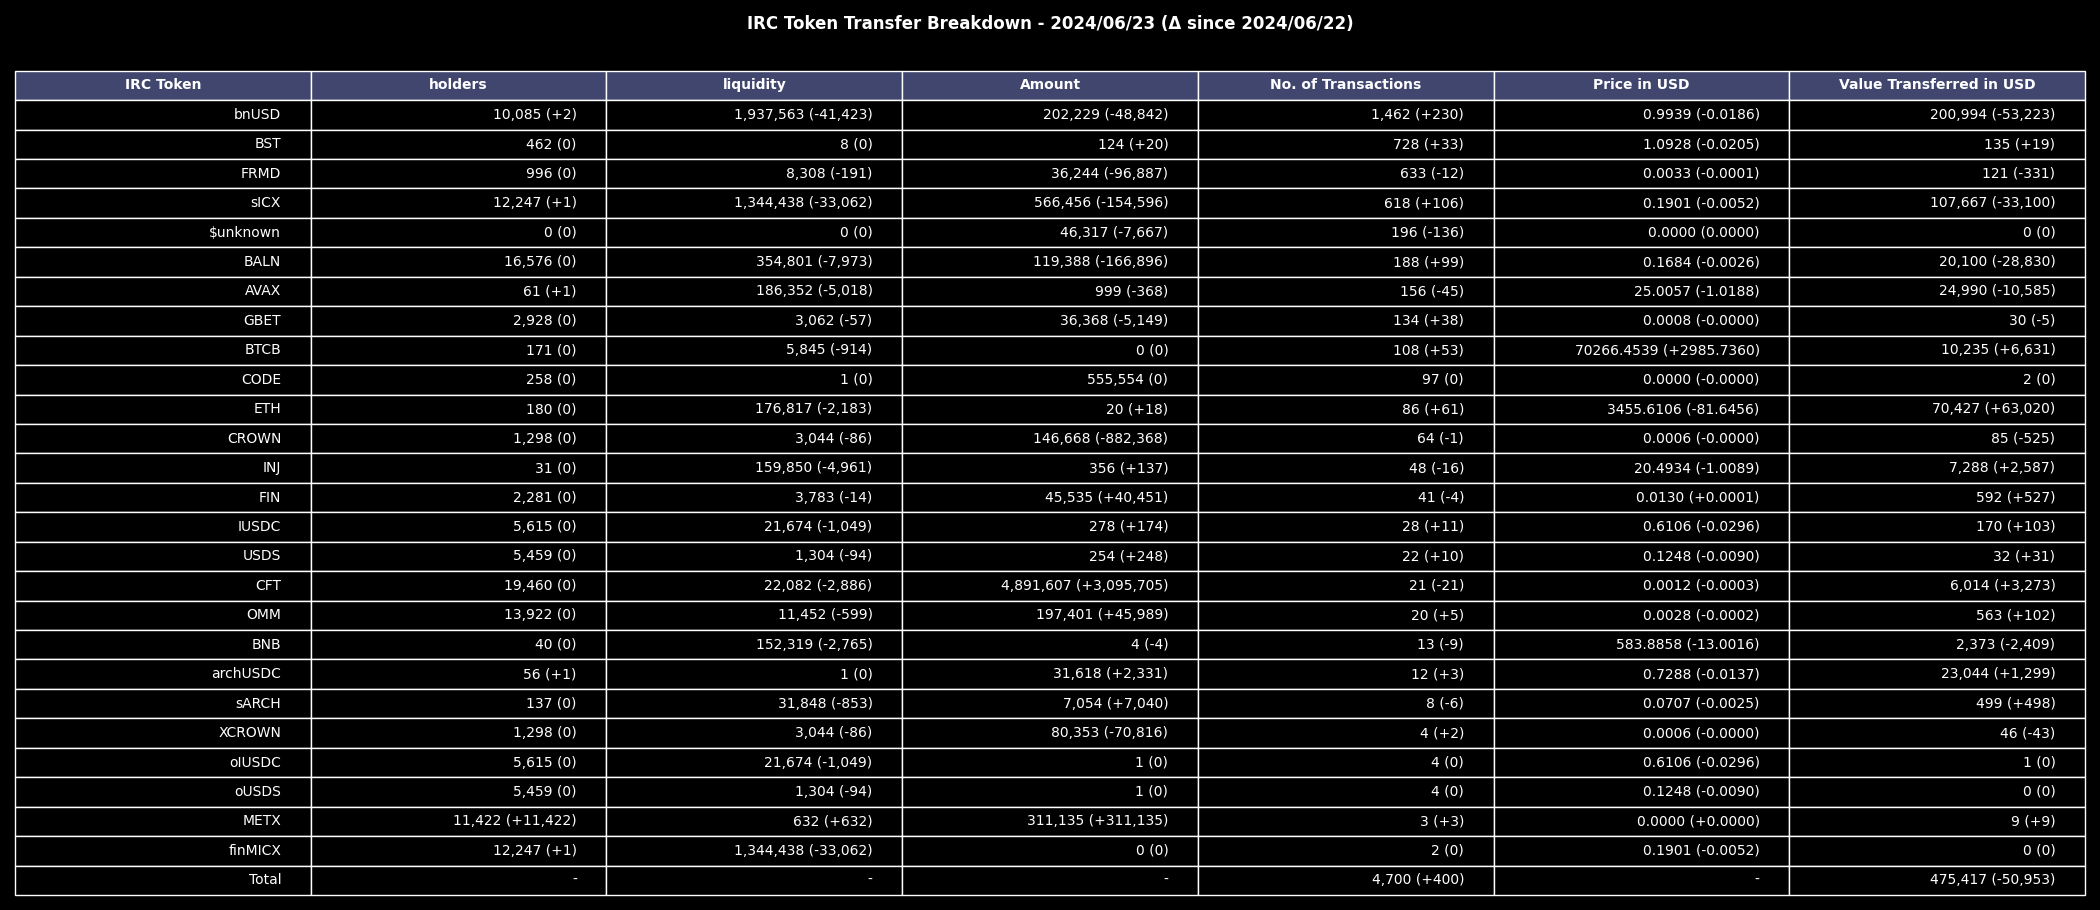 IRC Token Transfer Breakdown - 2024/06/23 (Δ since 2024/06/22)
IRC Token holders liquidity Amount No. of Transactions Price in USD Value Transferred in USD
bnUSD 10,085 (+2) 1,937,563 (-41,423) 202,229 (-48,842) 1,462 (+230) 0.9939 (-0.0186) 200,994 (-53,223)
BST 462 (0) 8 (0) 124 (+20) 728 (+33) 1.0928 (-0.0205) 135 (+19)
FRMD 996 (0) 8,308 (-191) 36,244 (-96,887) 633 (-12) 0.0033 (-0.0001) 121 (-331)
sICX 12,247 (+1) 1,344,438 (-33,062) 566,456 (-154,596) 618 (+106) 0.1901 (-0.0052) 107,667 (-33,100)
$unknown 0 (0) 0 (0) 46,317 (-7,667) 196 (-136) 0.0000 (0.0000) 0 (0)
BALN 16,576 (0) 354,801 (-7,973) 119,388 (-166,896) 188 (+99) 0.1684 (-0.0026) 20,100 (-28,830)
AVAX 61 (+1) 186,352 (-5,018) 999 (-368) 156 (-45) 25.0057 (-1.0188) 24,990 (-10,585)
GBET 2,928 (0) 3,062 (-57) 36,368 (-5,149) 134 (+38) 0.0008 (-0.0000) 30 (-5)
BTCB 171 (0) 5,845 (-914) 0 (0) 108 (+53) 70266.4539 (+2985.7360) 10,235 (+6,631)
CODE 258 (0) 1 (0) 555,554 (0) 97 (0) 0.0000 (-0.0000) 2 (0)
ETH 180 (0) 176,817 (-2,183) 20 (+18) 86 (+61) 3455.6106 (-81.6456) 70,427 (+63,020)
CROWN 1,298 (0) 3,044 (-86) 146,668 (-882,368) 64 (-1) 0.0006 (-0.0000) 85 (-525)
INJ 31 (0) 159,850 (-4,961) 356 (+137) 48 (-16) 20.4934 (-1.0089) 7,288 (+2,587)
FIN 2,281 (0) 3,783 (-14) 45,535 (+40,451) 41 (-4) 0.0130 (+0.0001) 592 (+527)
IUSDC 5,615 (0) 21,674 (-1,049) 278 (+174) 28 (+11) 0.6106 (-0.0296) 170 (+103)
USDS 5,459 (0) 1,304 (-94) 254 (+248) 22 (+10) 0.1248 (-0.0090) 32 (+31)
CFT 19,460 (0) 22,082 (-2,886) 4,891,607 (+3,095,705) 21 (-21) 0.0012 (-0.0003) 6,014 (+3,273)
OMM 13,922 (0) 11,452 (-599) 197,401 (+45,989) 20 (+5) 0.0028 (-0.0002) 563 (+102)
BNB 40 (0) 152,319 (-2,765) 4 (-4) 13 (-9) 583.8858 (-13.0016) 2,373 (-2,409)
archUSDC 56 (+1) 1 (0) 31,618 (+2,331) 12 (+3) 0.7288 (-0.0137) 23,044 (+1,299)
sARCH 137 (0) 31,848 (-853) 7,054 (+7,040) 8 (-6) 0.0707 (-0.0025) 499 (+498)
XCROWN 1,298 (0) 3,044 (-86) 80,353 (-70,816) 4 (+2) 0.0006 (-0.0000) 46 (-43)
oIUSDC 5,615 (0) 21,674 (-1,049) 1 (0) 4 (0) 0.6106 (-0.0296) 1 (0)
oUSDS 5,459 (0) 1,304 (-94) 1 (0) 4 (0) 0.1248 (-0.0090) 0 (0)
METX 11,422 (+11,422) 632 (+632) 311,135 (+311,135) 3 (+3) 0.0000 (+0.0000) 9 (+9)
finMICX 12,247 (+1) 1,344,438 (-33,062) 0 (0) 2 (0) 0.1901 (-0.0052) 0 (0)
Total - - - 4,700 (+400) - 475,417 (-50,953)